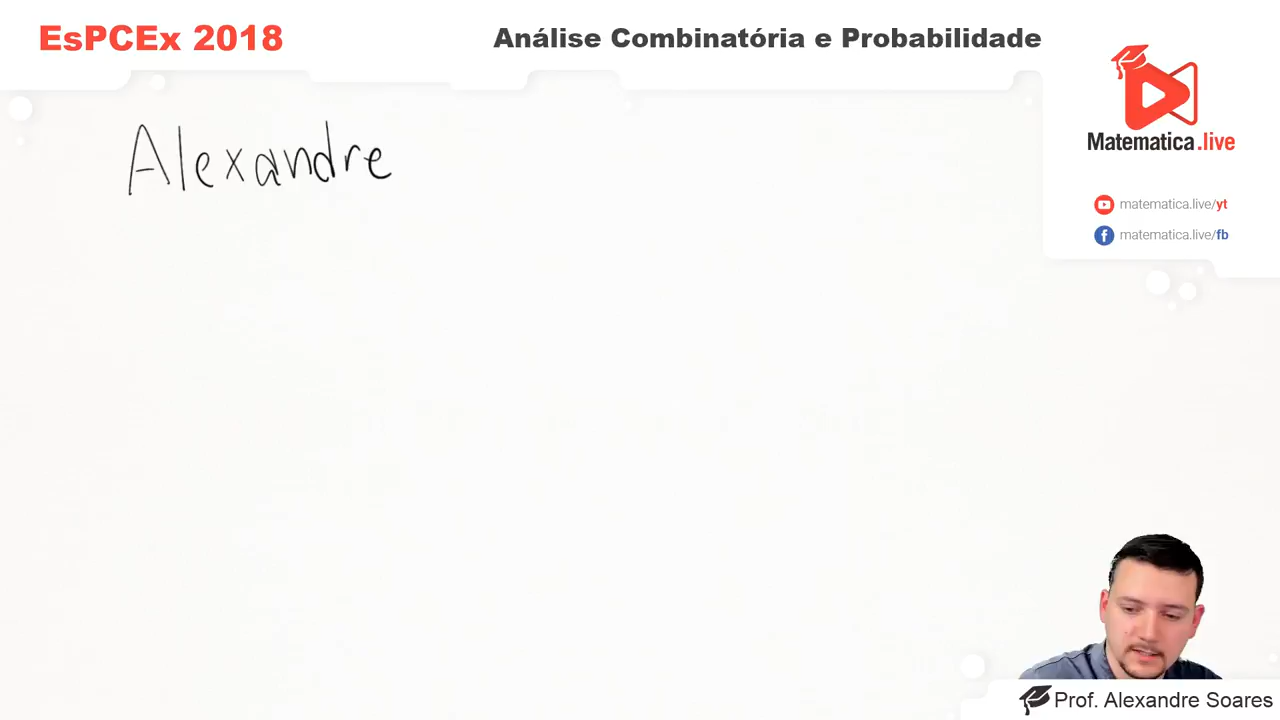 EsPCEx 2018
Análise Combinatória e Probabilidade
Matematica.live
matematica.live/yt
matematica.live/fb
Alexandre
Prof. Alexandre Soares